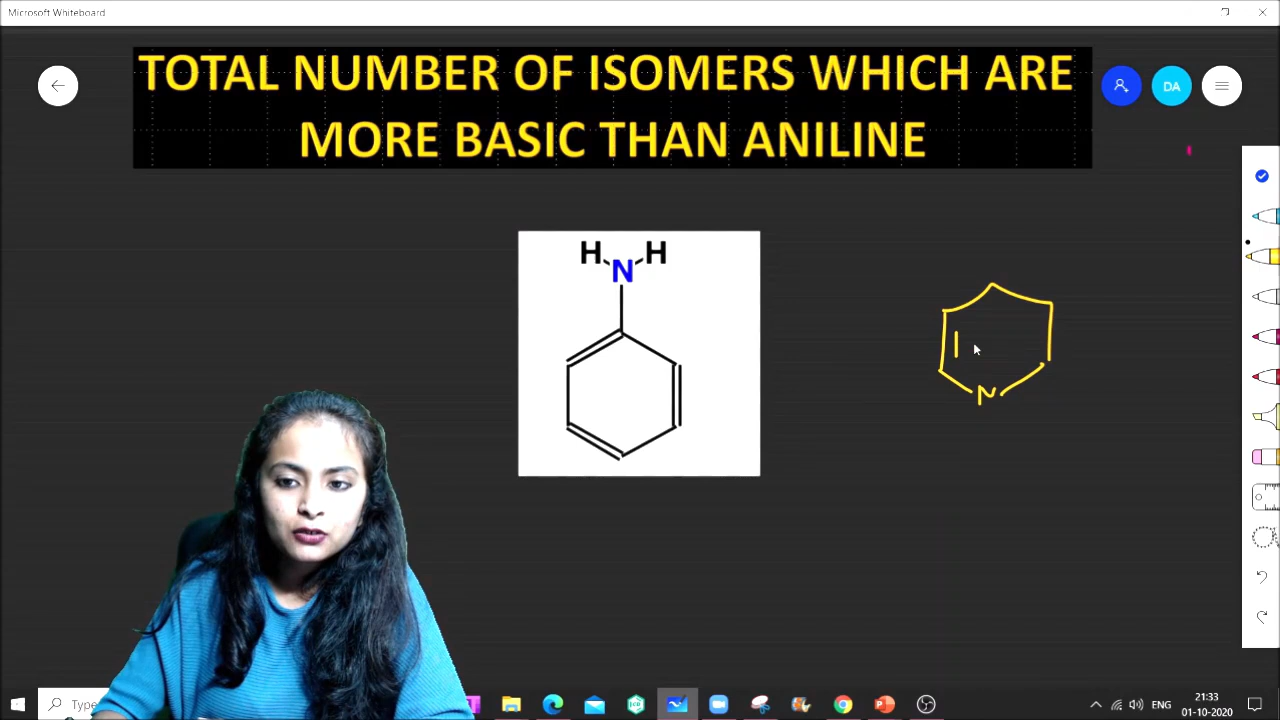 Microsoft Whiteboard
TOTAL NUMBER OF ISOMERS WHICH ARE
MORE BASIC THAN ANILINE
DA
H H
N
N
Type
ENG
21:33
01-10-2020